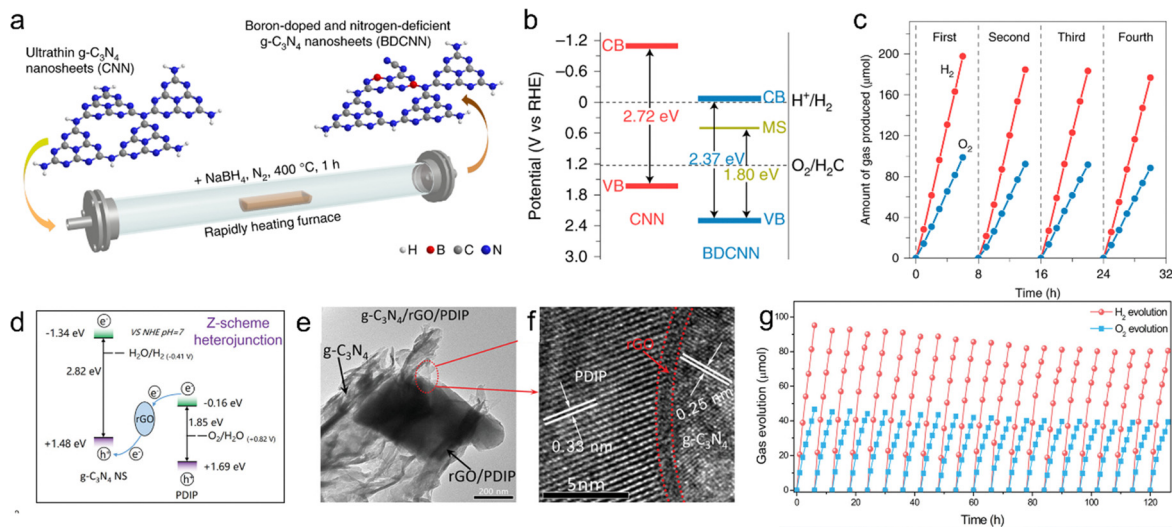 a
Ultrathin g-C₃N₄
nanosheets (CNN)
Boron-doped and nitrogen-deficient
g-C₃N₄ nanosheets (BDCNN)
+ NaBH₄, N₂, 400 °C, 1 h
Rapidly heating furnace
H B C N
b
Potential (V vs RHE)
−1.2
−0.6
0
0.6
1.2
1.8
2.4
3.0
CB
2.72 eV
VB
CNN
CB
MS
2.37 eV
1.80 eV
VB
BDCNN
H⁺/H₂
O₂/H₂C
c
Amount of gas produced (μmol)
200
160
120
80
40
0
First Second Third Fourth
H₂
O₂
0 8 16 24 32
Time (h)
d
e⁻
-1.34 eV
VS NHE pH=7
Z-scheme
heterojunction
H₂O/H₂ (-0.41 V)
2.82 eV
e⁻
e⁻
-0.16 eV
rGO
1.85 eV
O₂/H₂O (+0.82 V)
+1.48 eV
h⁺
e⁻
+1.69 eV
h⁺
g-C₃N₄ NS
PDIP
e
g-C₃N₄/rGO/PDIP
g-C₃N₄
rGO/PDIP
200 nm
f
rGO
PDIP
0.25 nm
g-C₃N₄
0.33 nm
5nm
g
Gas evolution (μmol)
100
80
60
40
20
0
H₂ evolution
O₂ evolution
0 20 40 60 80 100 120
Time (h)